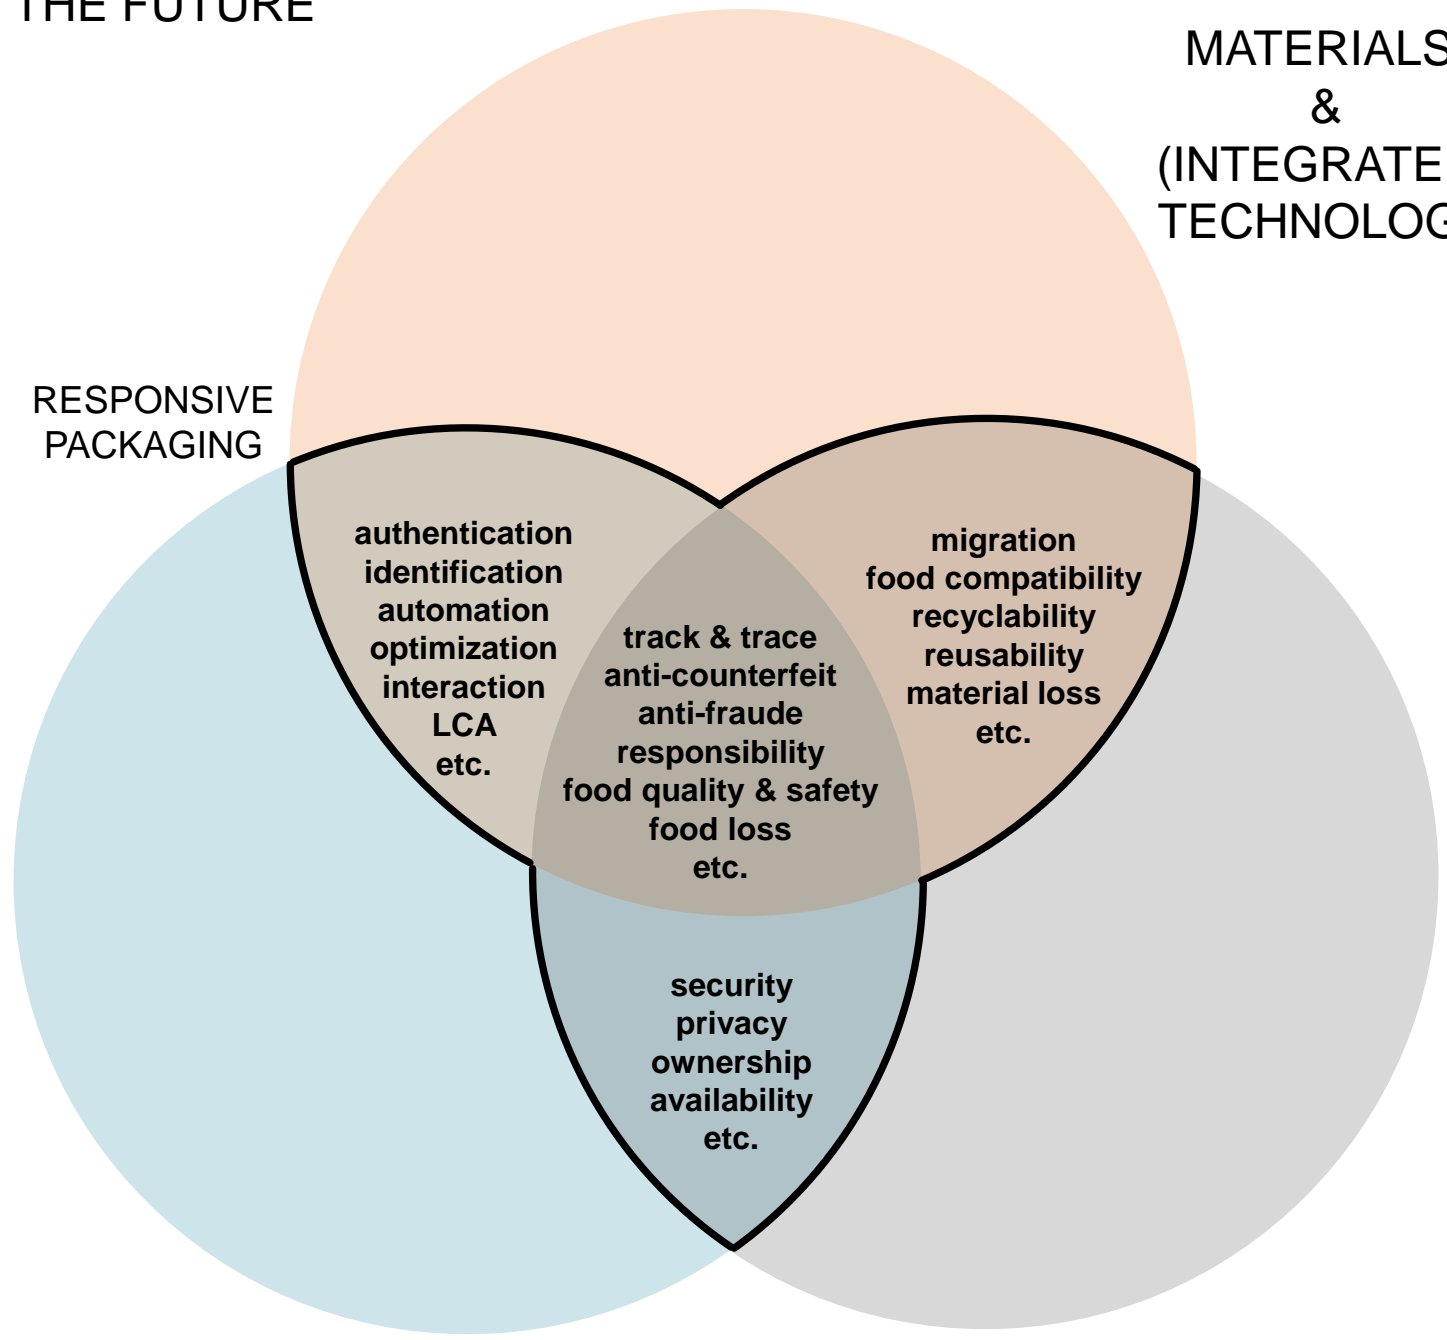 THE FUTURE
MATERIALS
&
(INTEGRATE
TECHNOLOG
RESPONSIVE
PACKAGING
authentication
identification
automation
optimization
interaction
LCA
etc.
track & trace
anti-counterfeit
anti-fraude
responsibility
food quality & safety
food loss
etc.
migration
food compatibility
recyclability
reusability
material loss
etc.
security
privacy
ownership
availability
etc.